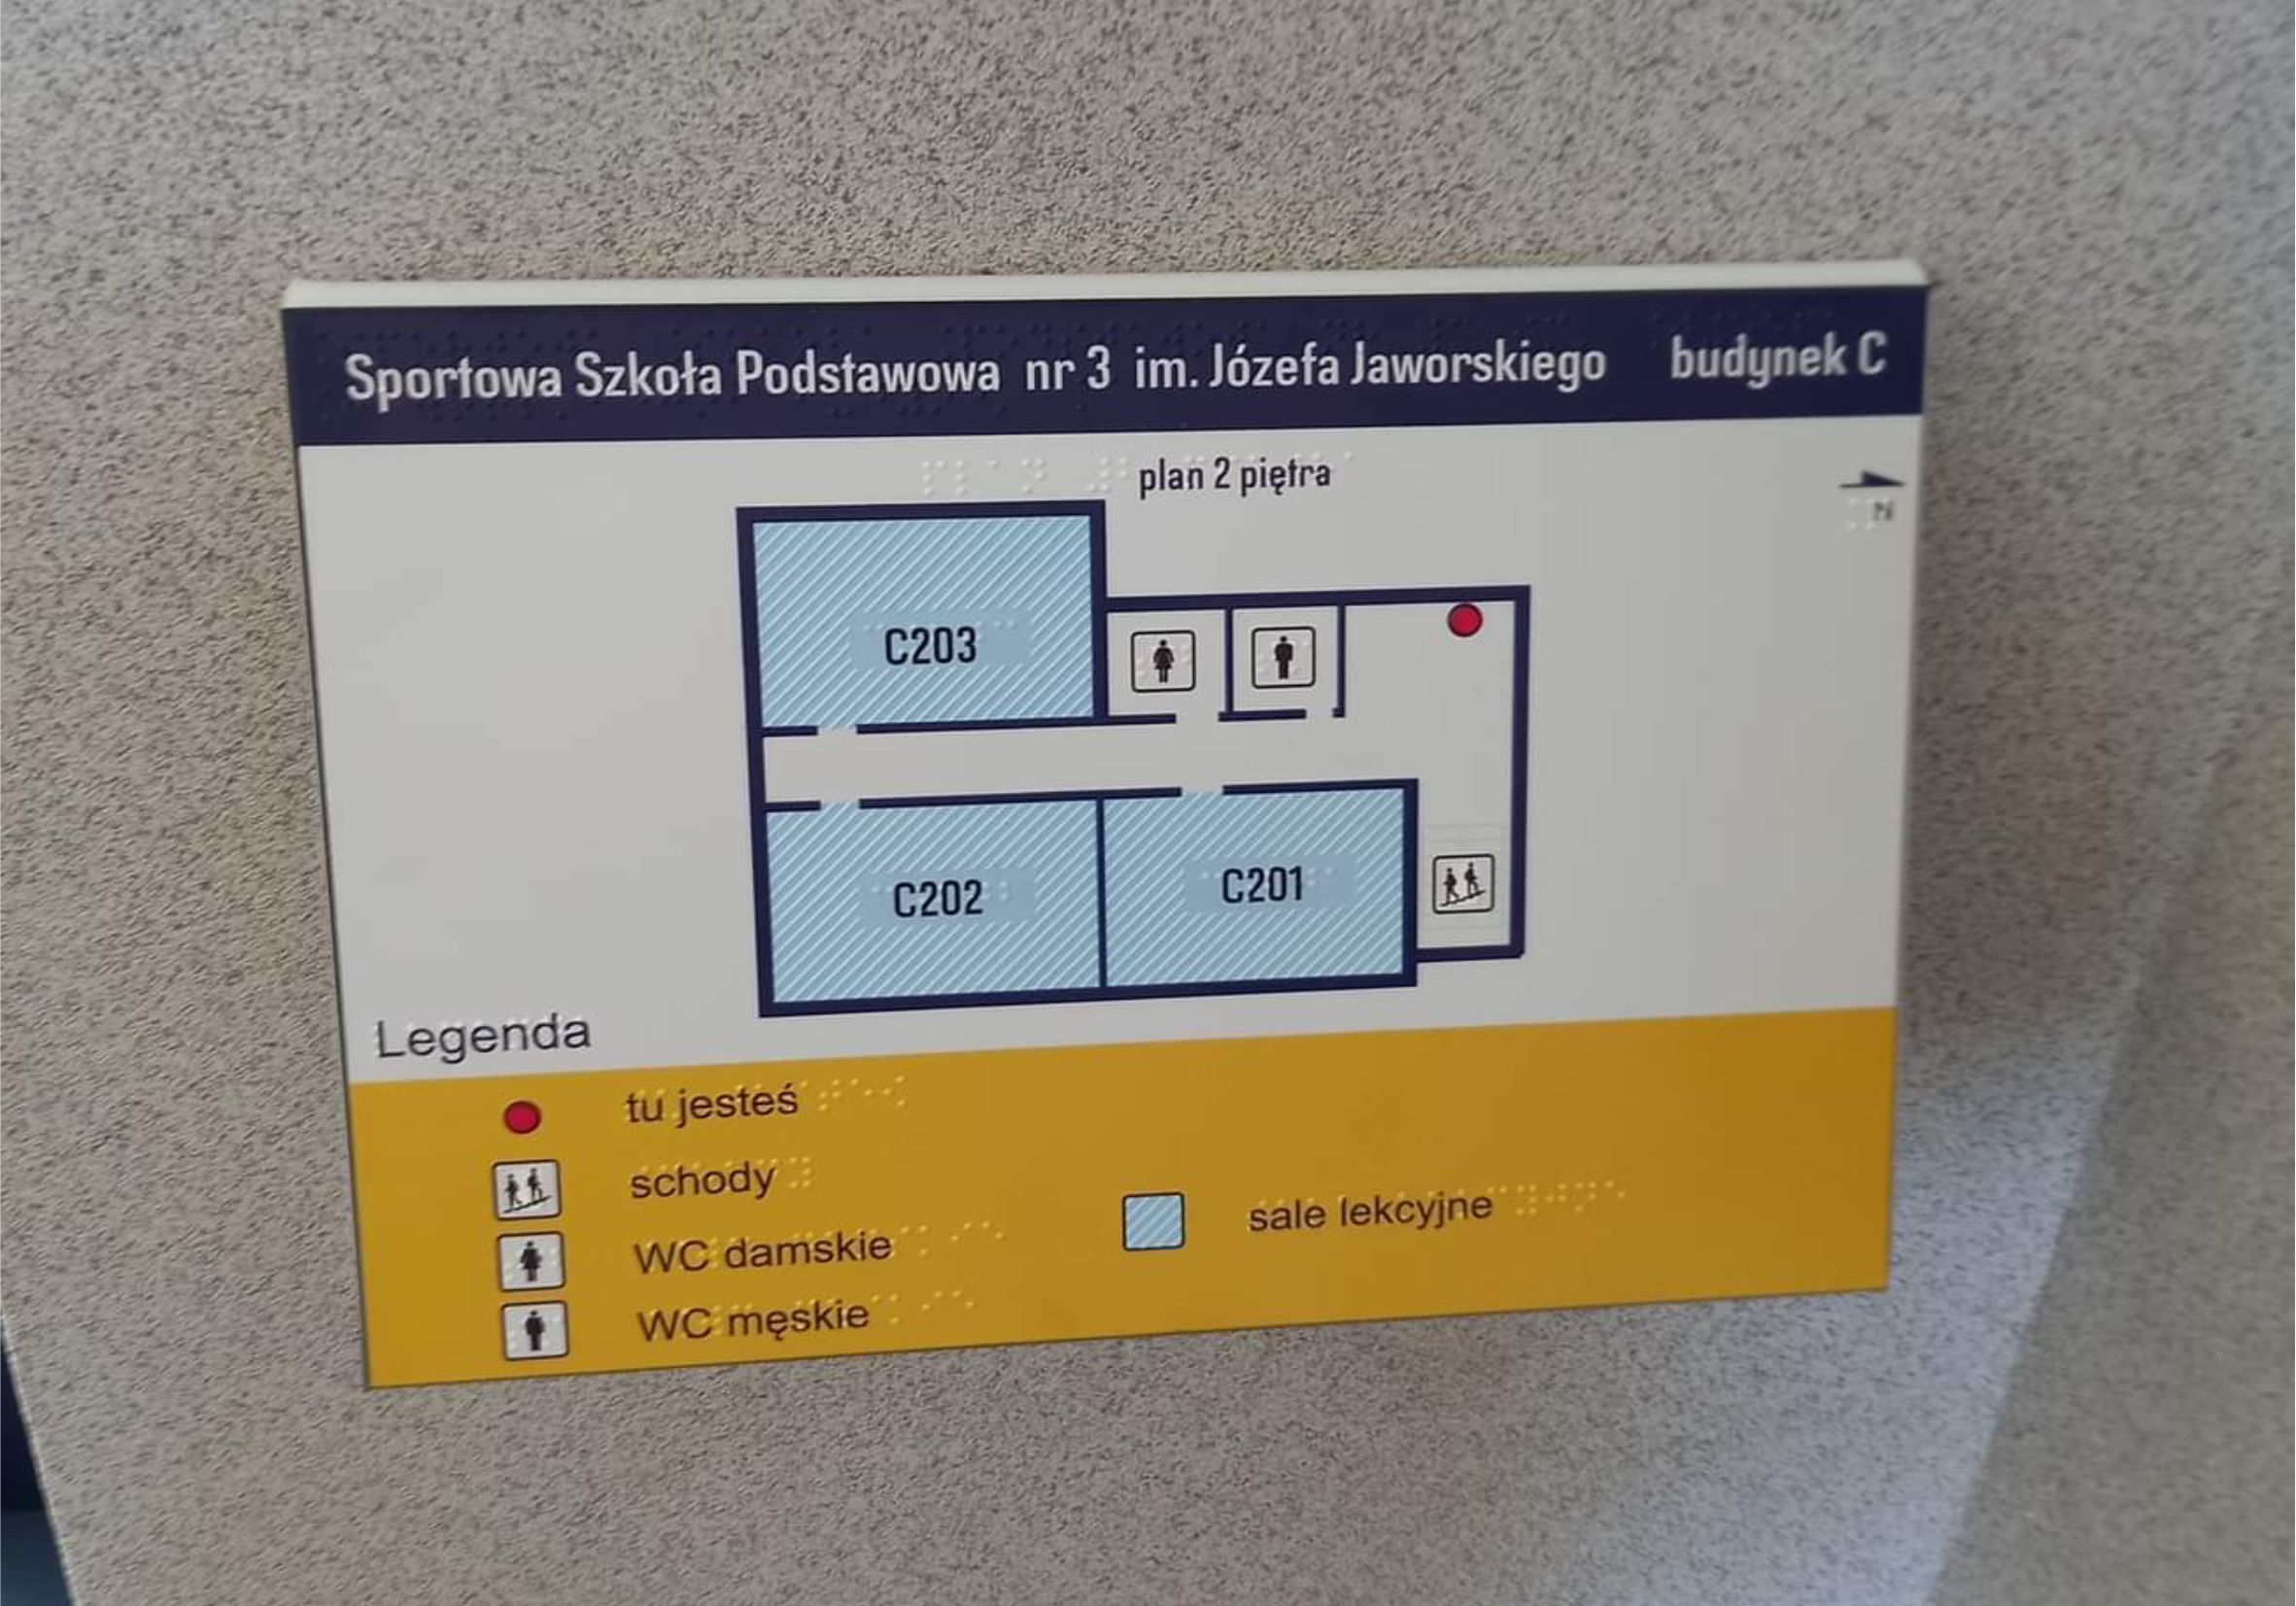 Sportowa Szkoła Podstawowa nr 3 im. Józefa Jaworskiego budynek C
plan 2 piętra
N
C203
C202
C201
Legenda
tu jesteś
schody
WC damskie
WC męskie
sale lekcyjne